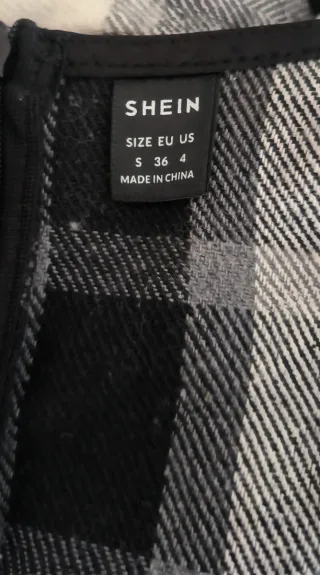 SHEIN
SIZE EU US
S 36 4
MADE IN CHINA